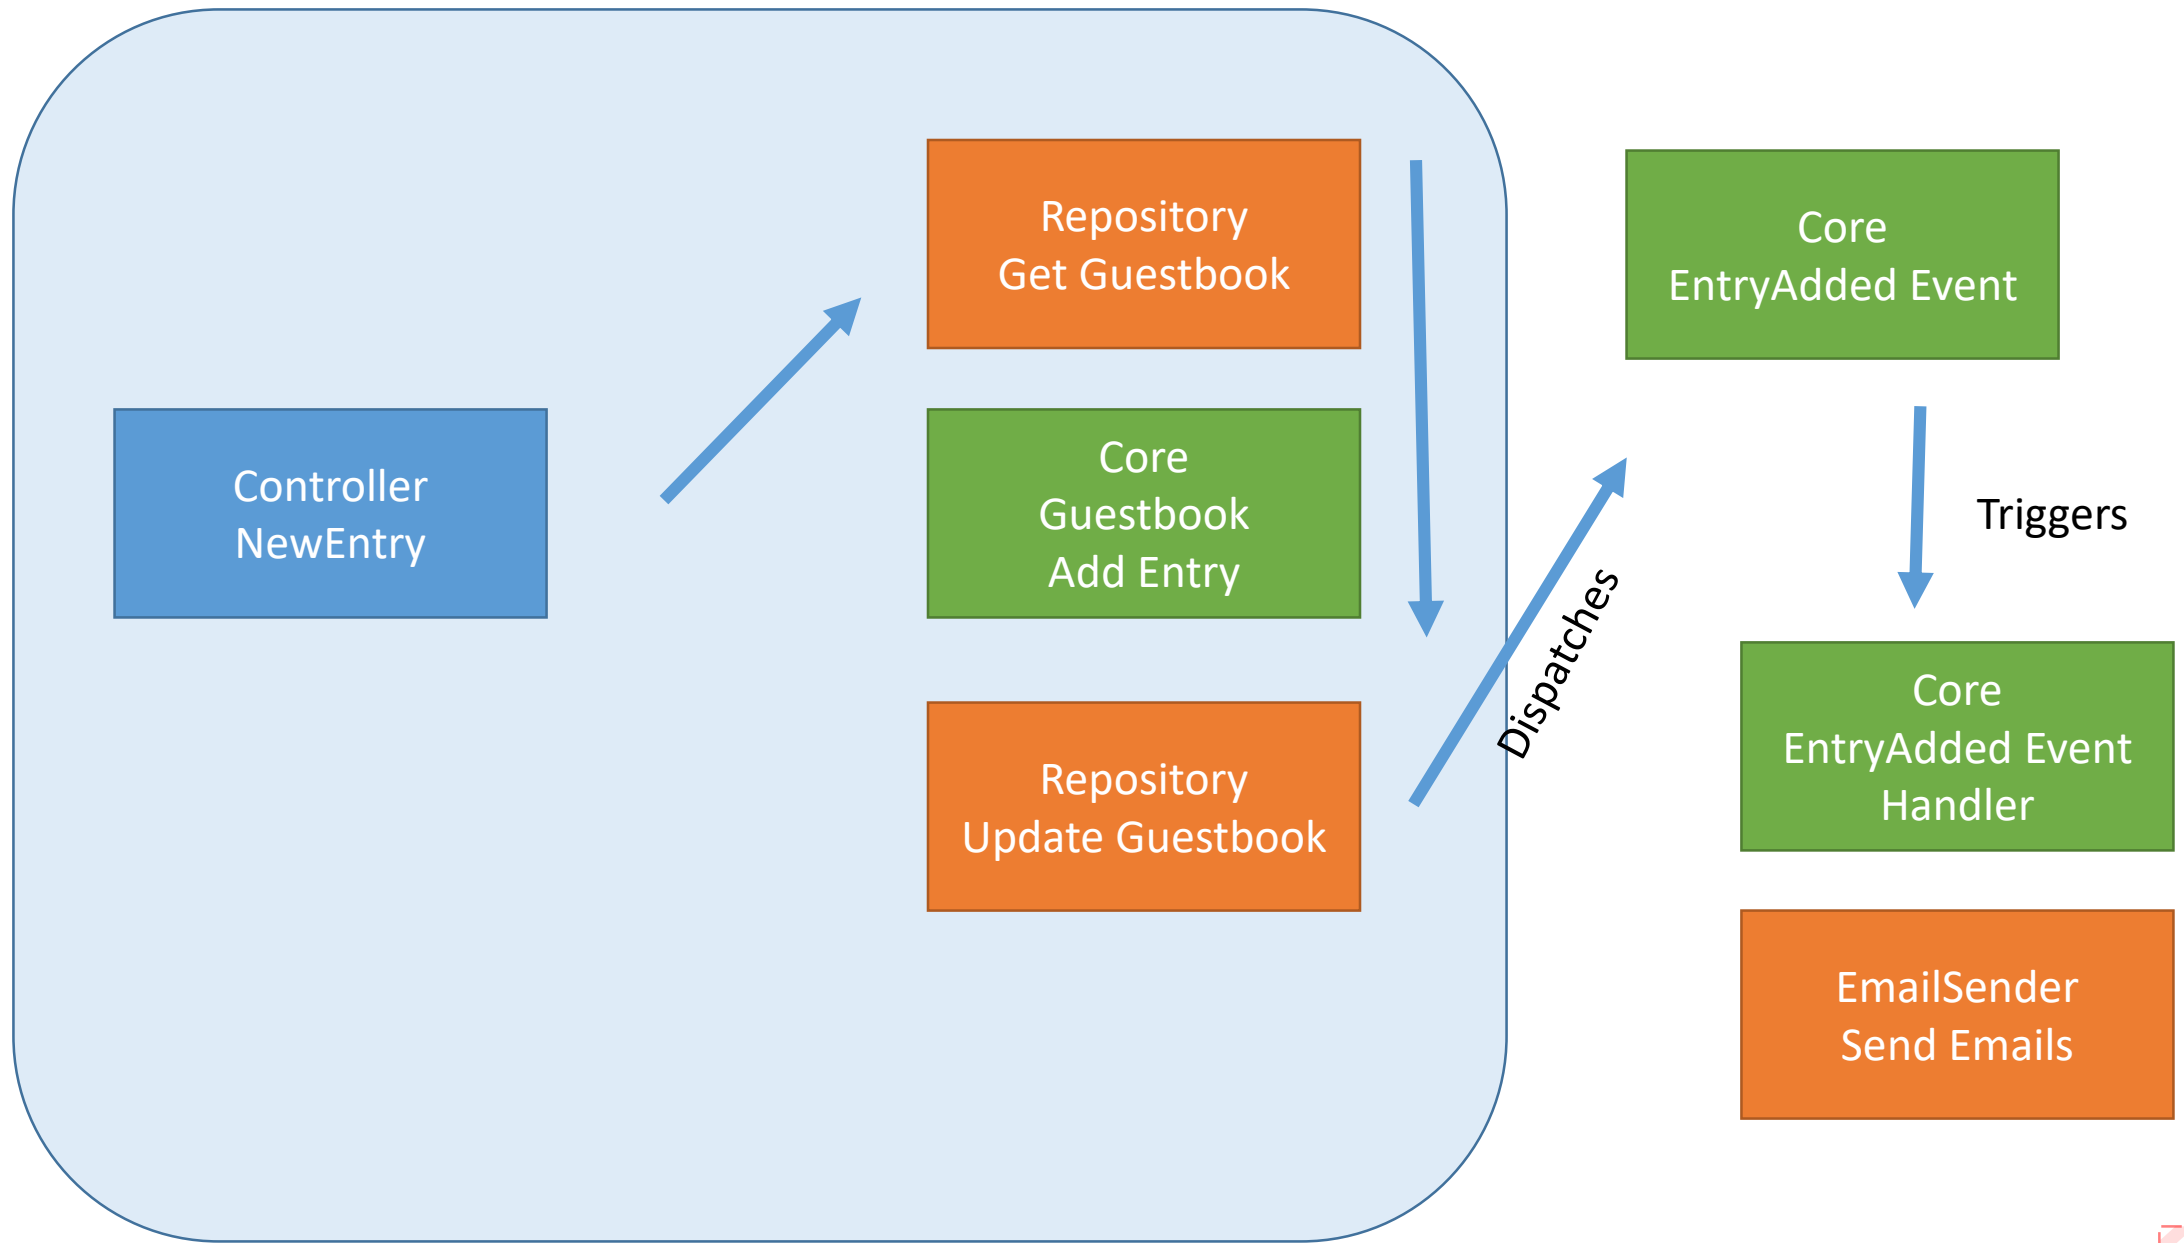 Controller
NewEntry
Repository
Get Guestbook
Core
Guestbook
Add Entry
Repository
Update Guestbook
Dispatches
Core
EntryAdded Event
Triggers
Core
EntryAdded Event
Handler
EmailSender
Send Emails